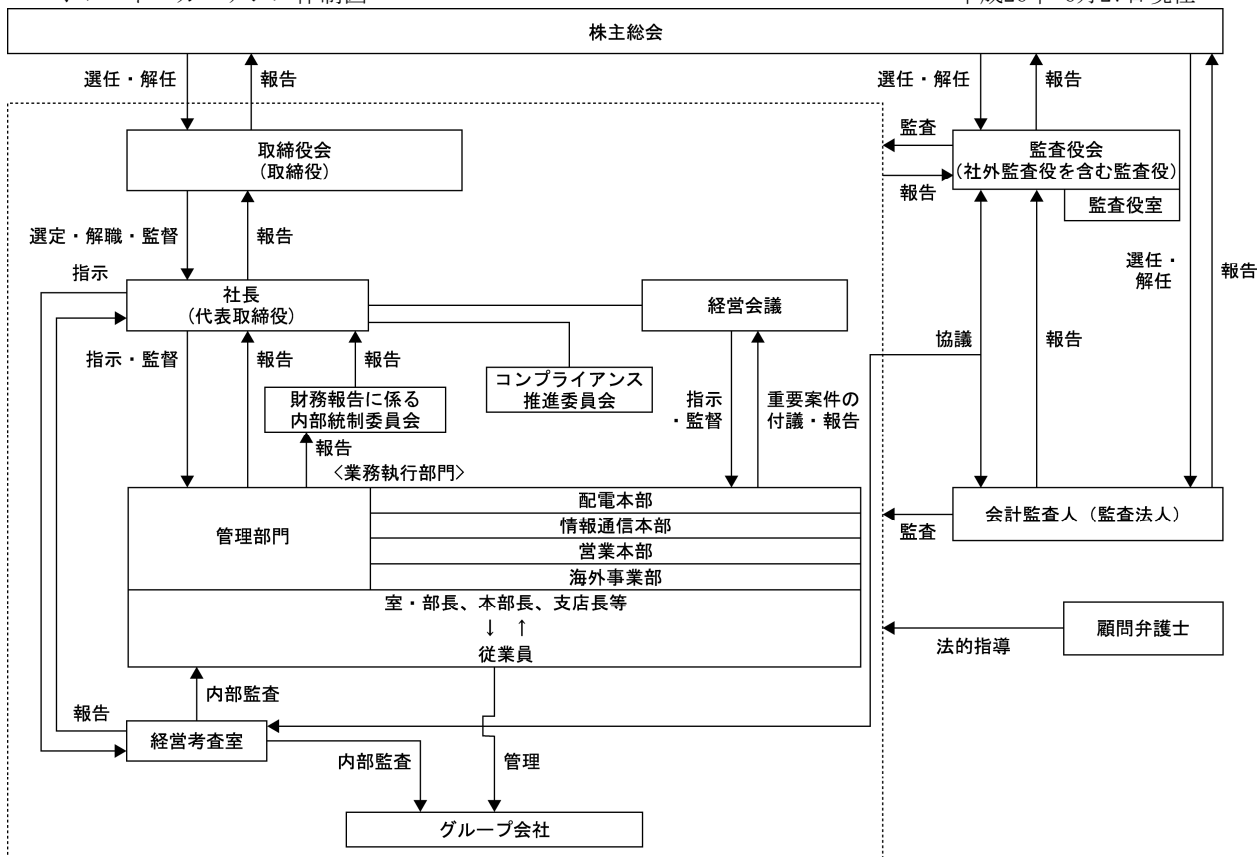 株主総会
選任・解任
報告
選任・解任
報告
取締役会
(取締役)
監査
監査役会
(社外監査役を含む監査役)
報告
監査役室
選定・解職・監督
報告
選任・
解任
報告
指示
社長
(代表取締役)
経営会議
協議
報告
指示・監督
報告
報告
コンプライアンス
推進委員会
財務報告に係る
内部統制委員会
指示
・監督
重要案件の
付議・報告
報告
〈業務執行部門〉
管理部門
配電本部
情報通信本部
営業本部
海外事業部
会計監査人(監査法人)
監査
室・部長、本部長、支店長等
↓ ↑
従業員
顧問弁護士
法的指導
内部監査
報告
経営考査室
内部監査
管理
グループ会社